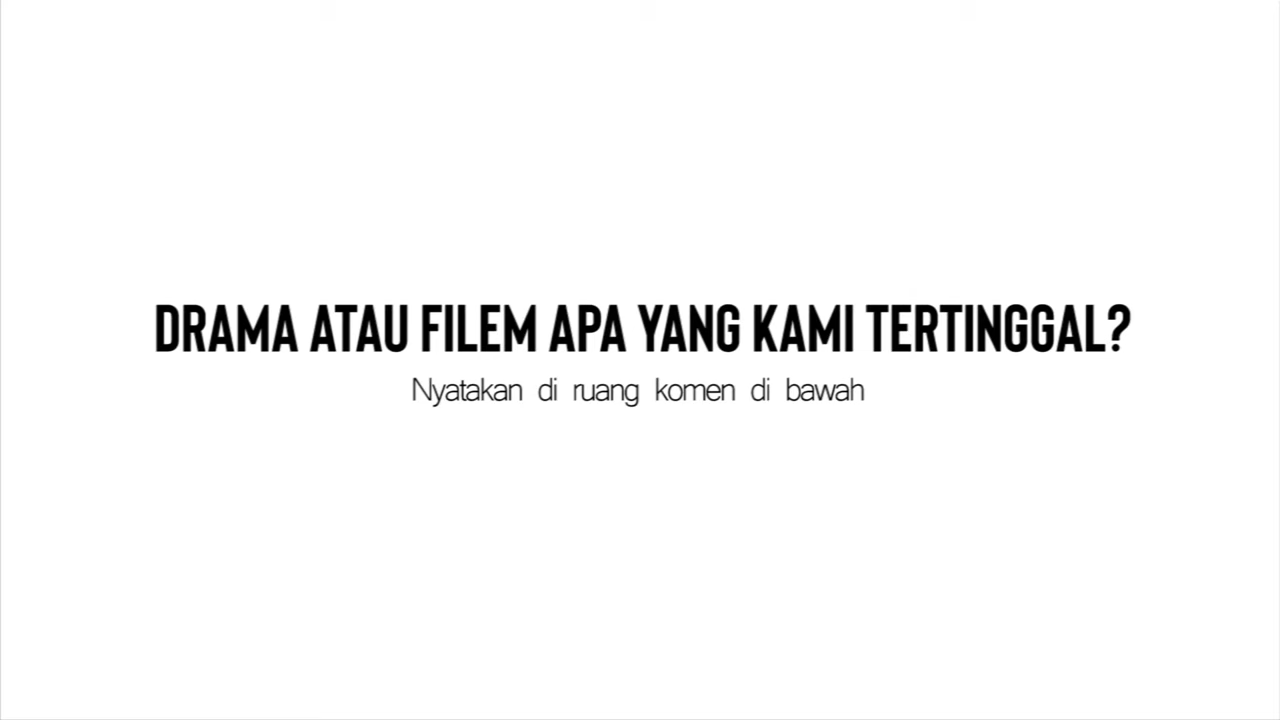 DRAMA ATAU FILEM APA YANG KAMI TERTINGGAL?
Nyatakan di ruang komen di bawah